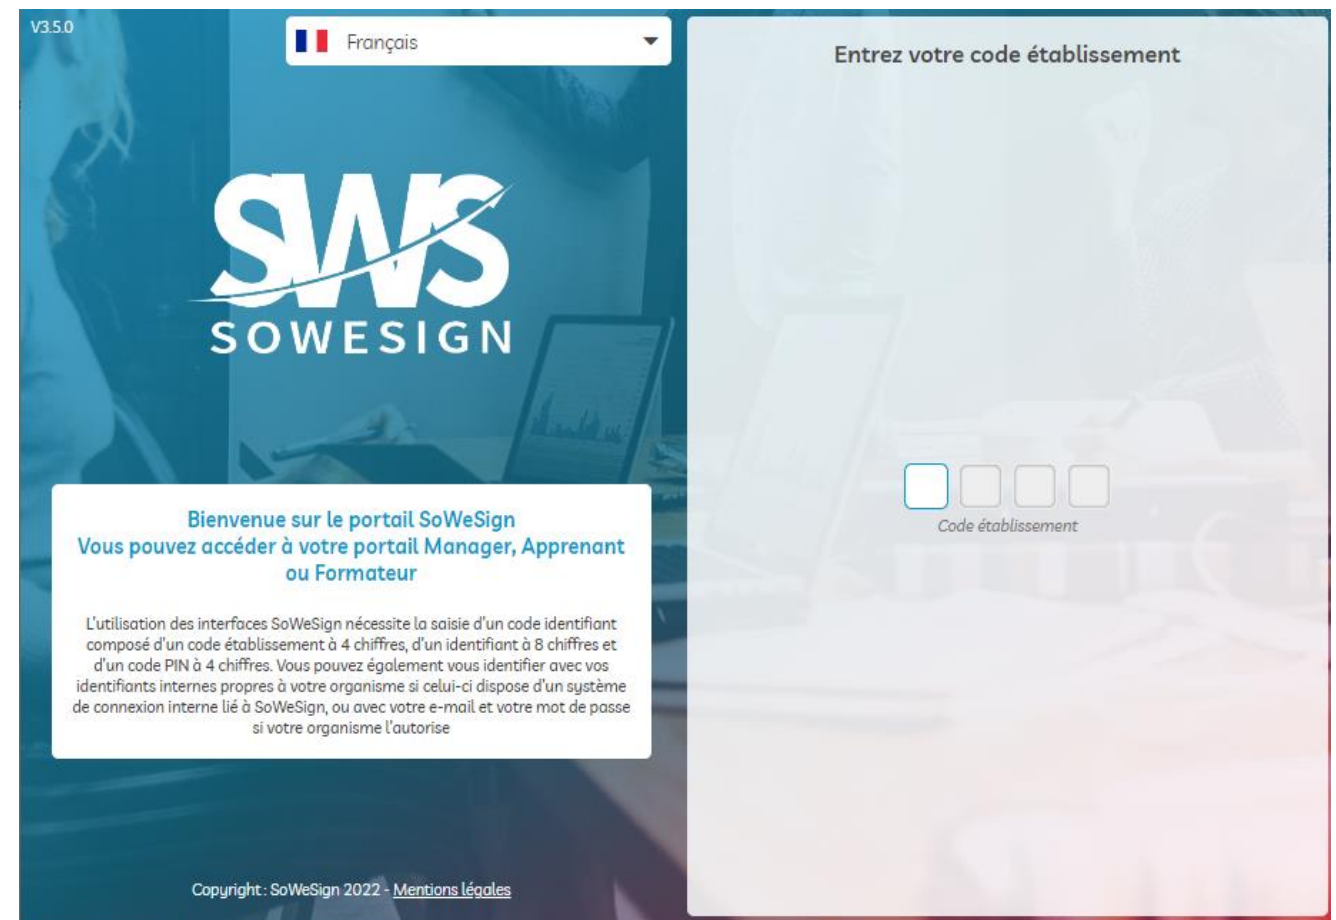 V3.5.0
Français
SWS
SOWESIGN
Bienvenue sur le portail SoWeSign
Vous pouvez accéder à votre portail Manager, Apprenant
ou Formateur
L'utilisation des interfaces SoWeSign nécessite la saisie d'un code identifiant
composé d'un code établissement à 4 chiffres, d'un identifiant à 8 chiffres et
d'un code PIN à 4 chiffres. Vous pouvez également vous identifier avec vos
identifiants internes propres à votre organisme si celui-ci dispose d'un système
de connexion interne lié à SoWeSign, ou avec votre e-mail et votre mot de passe
si votre organisme l'autorise
Copyright : SoWeSign 2022 - Mentions légales
Entrez votre code établissement
Code établissement